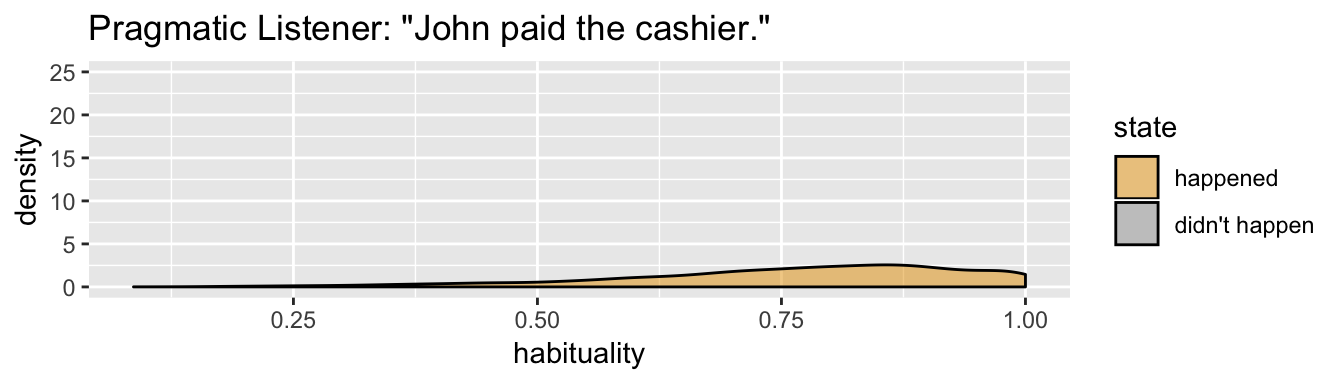 Pragmatic Listener: "John paid the cashier."
25
20
15
10
5
0
density
0.25 0.50 0.75 1.00
habituality
state
happened
didn't happen